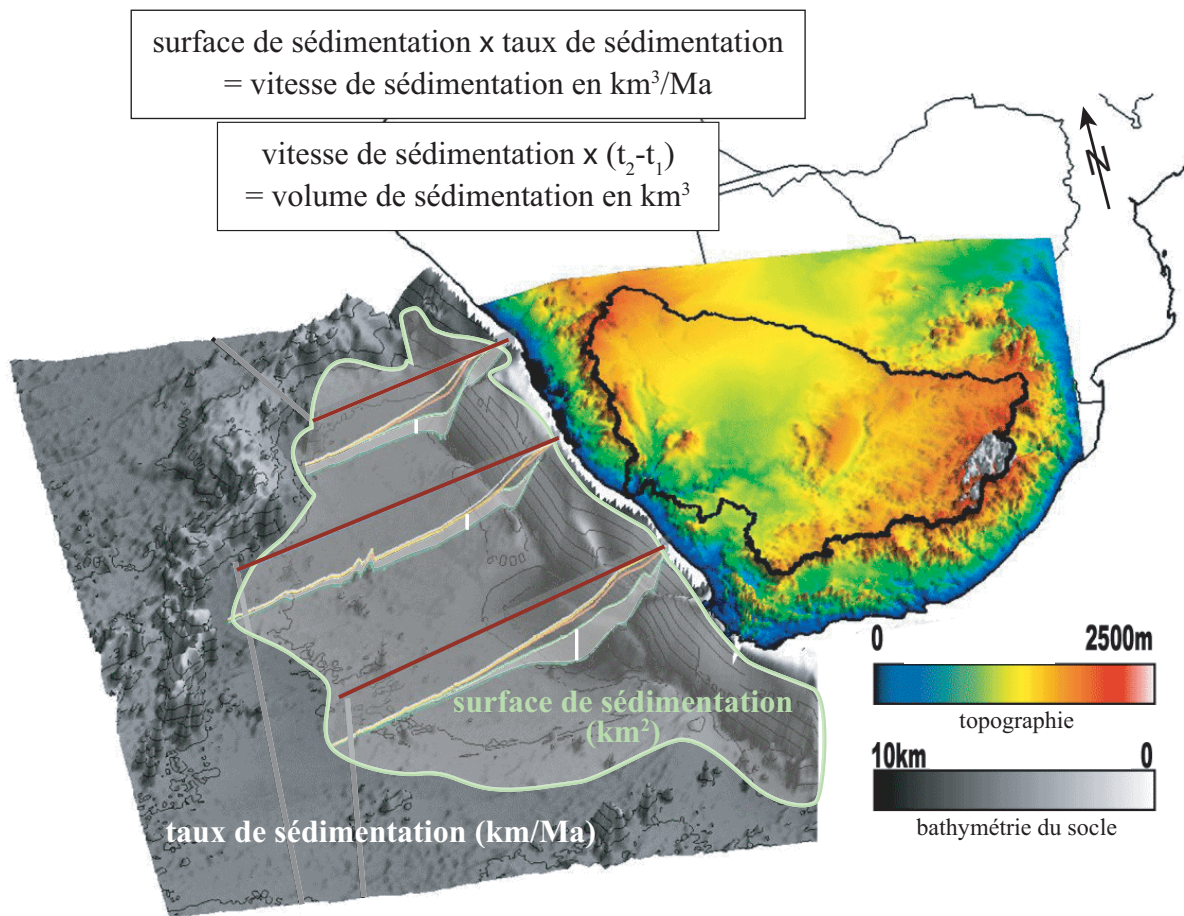 surface de sédimentation x taux de sédimentation
= vitesse de sédimentation en km³/Ma
vitesse de sédimentation x (t₂-t₁)
= volume de sédimentation en km³
N
surface de sédimentation
(km²)
taux de sédimentation (km/Ma)
0 2500m
topographie
10km 0
bathymétrie du socle